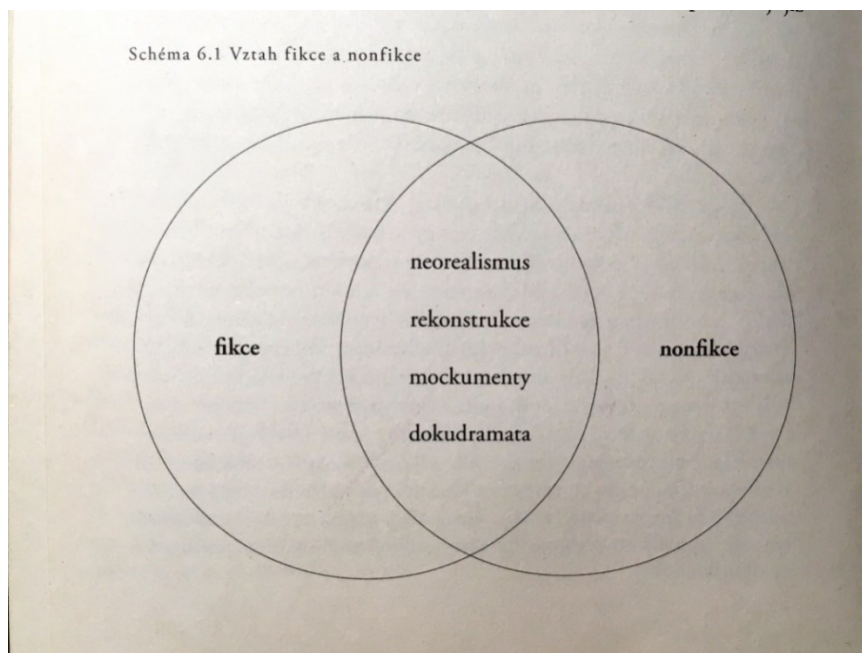 Schéma 6.1 Vztah fikce a nonfikce
neorealismus
rekonstrukce
fikce
nonfikce
mockumenty
dokudramata